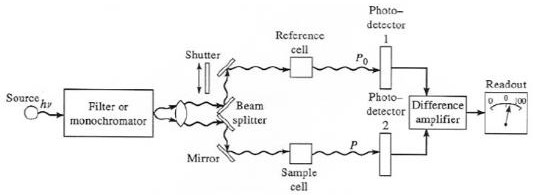 Photo–
detector
1
Reference
cell
Shutter
P₀
Source
hν
Filter or
monochromator
Beam
splitter
Photo–
detector
2
Difference
amplifier
Readout
0 0 100
Mirror
P
Sample
cell